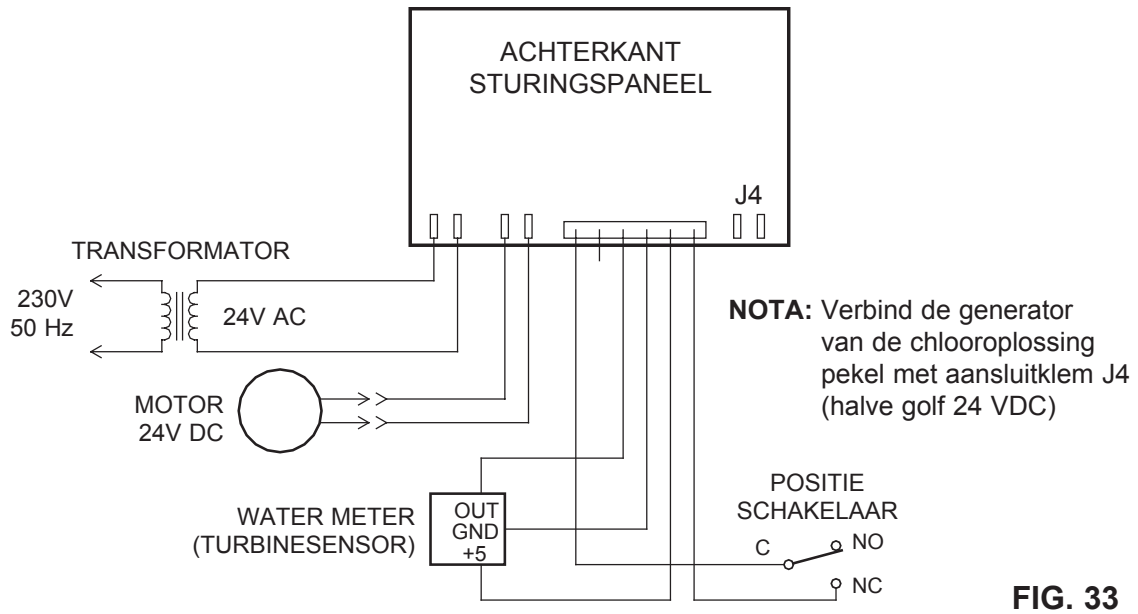 ACHTERKANT
STURINGSPANEEL
J4
TRANSFORMATOR
230V
50 Hz
24V AC
NOTA: Verbind de generator
van de chlooroplossing
pekel met aansluitklem J4
(halve golf 24 VDC)
MOTOR
24V DC
WATER METER
(TURBINESENSOR)
OUT
GND
+5
POSITIE
SCHAKELAAR
C
NO
NC
FIG. 33